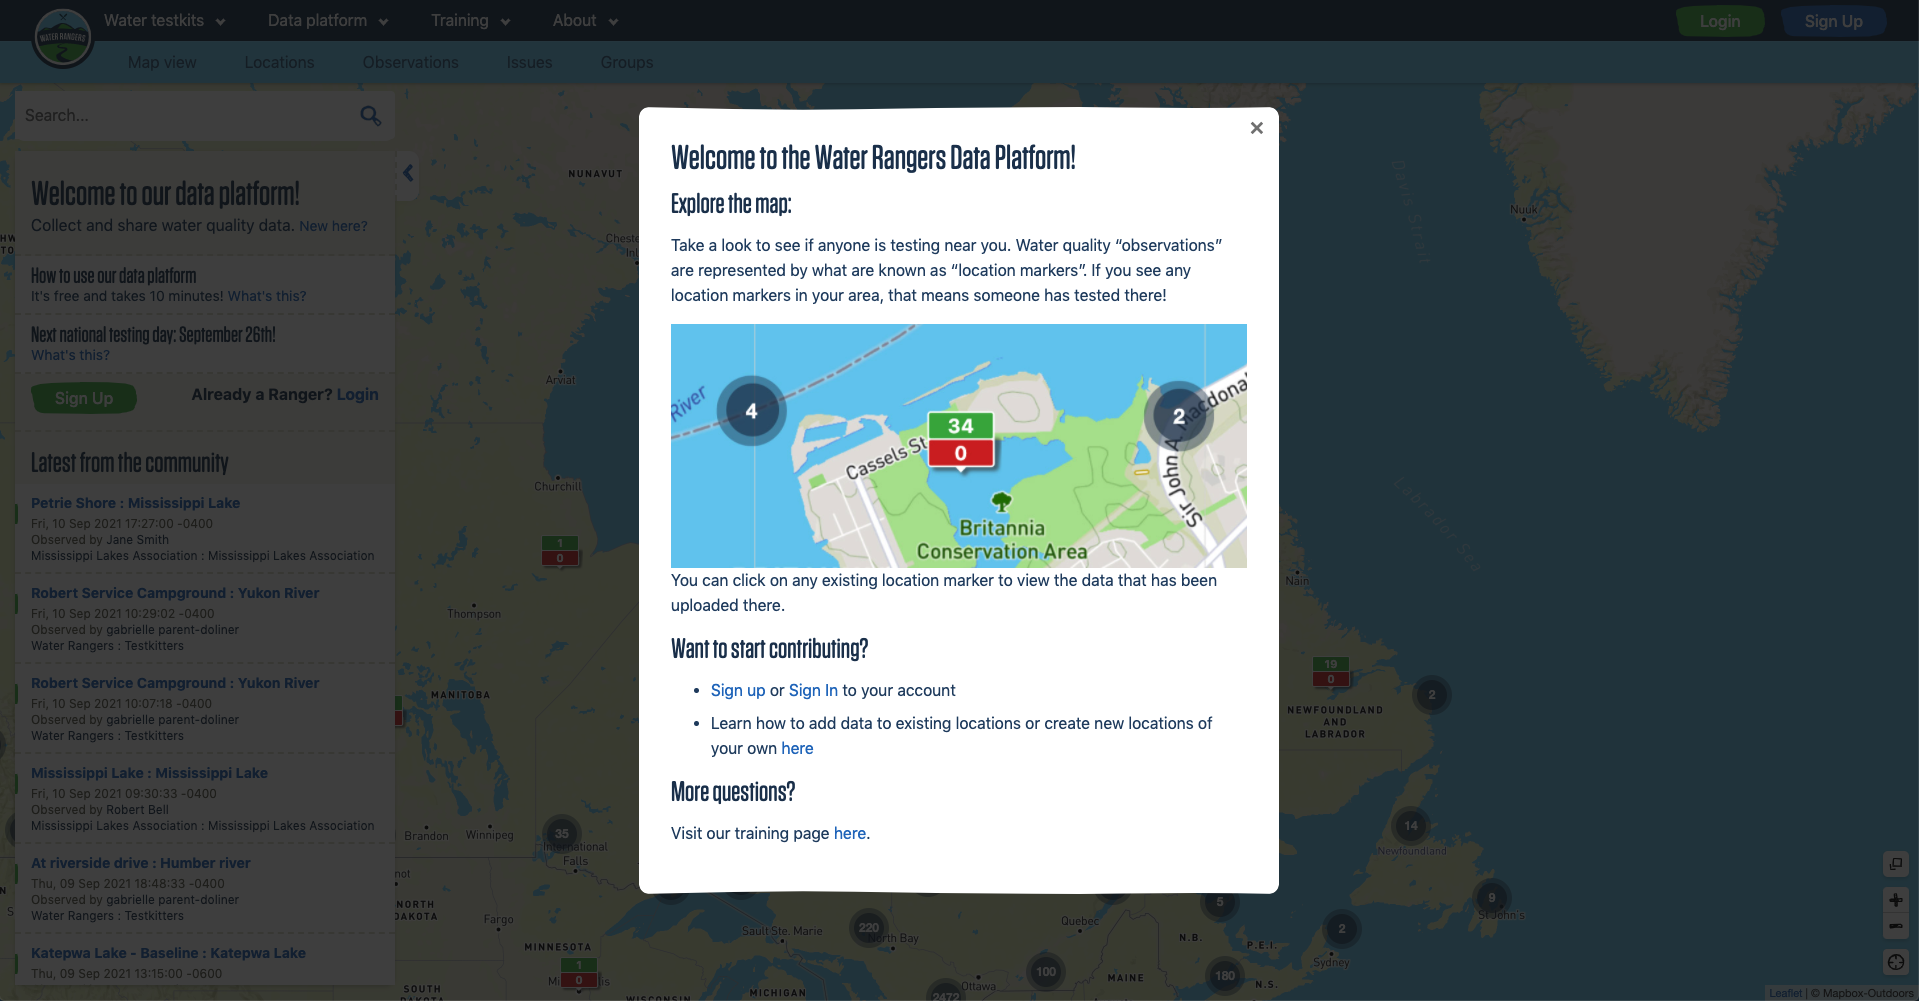 Water testkits
Data platform
Training
About
Login
Sign Up
WATER RANGERS
Map view
Locations
Observations
Issues
Groups
Search...
Welcome to our data platform!
Collect and share water quality data. New here?
How to use our data platform
It's free and takes 10 minutes! What's this?
Next national testing day: September 26th!
What's this?
Sign Up
Already a Ranger? Login
Latest from the community
Petrie Shore : Mississippi Lake
Fri, 10 Sep 2021 17:27:00 -0400
Observed by Jane Smith
Mississippi Lakes Association : Mississippi Lakes Association
Robert Service Campground : Yukon River
Fri, 10 Sep 2021 10:29:02 -0400
Observed by gabrielle parent-doliner
Water Rangers : Testkitters
Robert Service Campground : Yukon River
Fri, 10 Sep 2021 10:07:18 -0400
Observed by gabrielle parent-doliner
Water Rangers : Testkitters
Mississippi Lake : Mississippi Lake
Fri, 10 Sep 2021 09:30:33 -0400
Observed by Robert Bell
Mississippi Lakes Association : Mississippi Lakes Association
At riverside drive : Humber river
Thu, 09 Sep 2021 18:48:33 -0400
Observed by gabrielle parent-doliner
Water Rangers : Testkitters
Katepwa Lake - Baseline : Katepwa Lake
Thu, 09 Sep 2021 13:15:00 -0600
Welcome to the Water Rangers Data Platform!
Explore the map:
Take a look to see if anyone is testing near you. Water quality “observations”
are represented by what are known as “location markers”. If you see any
location markers in your area, that means someone has tested there!
River
4
34
0
2
Cassels St
Sir John A. Macdonal
Britannia
Conservation Area
You can click on any existing location marker to view the data that has been
uploaded there.
Want to start contributing?
• Sign up or Sign In to your account
• Learn how to add data to existing locations or create new locations of
your own here
More questions?
Visit our training page here.
NUNAVUT
Arviat
Churchill
1
0
Thompson
MANITOBA
Brandon
Winnipeg
35
International
Falls
NORTH
DAKOTA
Fargo
MINNESOTA
1
0
SOUTH
DAKOTA
WISCONSIN
MICHIGAN
Sault Ste. Marie
220
North Bay
2472
Ottawa
100
Quebec
MAINE
5
N.B.
P.E.I.
180
N.S.
2
Sydney
9
St John's
14
Newfoundland
19
0
2
NEWFOUNDLAND
AND
LABRADOR
Nain
Labrador Sea
Davis Strait
Nuuk
Leaflet | © Mapbox-Outdoors